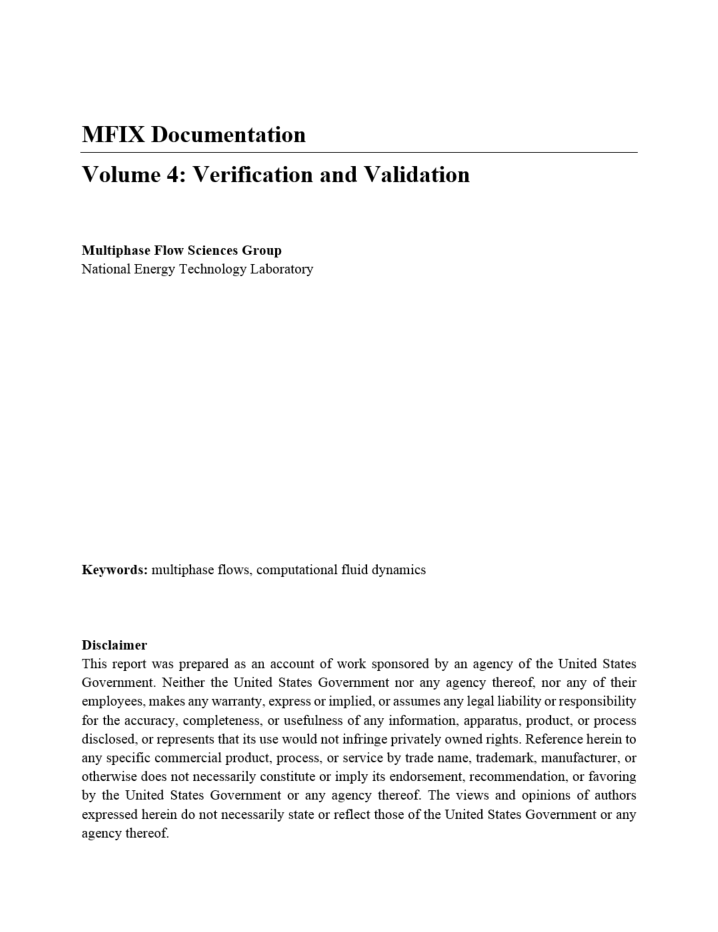 MFIX Documentation
Volume 4: Verification and Validation
Multiphase Flow Sciences Group
National Energy Technology Laboratory
Keywords: multiphase flows, computational fluid dynamics
Disclaimer
This report was prepared as an account of work sponsored by an agency of the United States
Government. Neither the United States Government nor any agency thereof, nor any of their
employees, makes any warranty, express or implied, or assumes any legal liability or responsibility
for the accuracy, completeness, or usefulness of any information, apparatus, product, or process
disclosed, or represents that its use would not infringe privately owned rights. Reference herein to
any specific commercial product, process, or service by trade name, trademark, manufacturer, or
otherwise does not necessarily constitute or imply its endorsement, recommendation, or favoring
by the United States Government or any agency thereof. The views and opinions of authors
expressed herein do not necessarily state or reflect those of the United States Government or any
agency thereof.